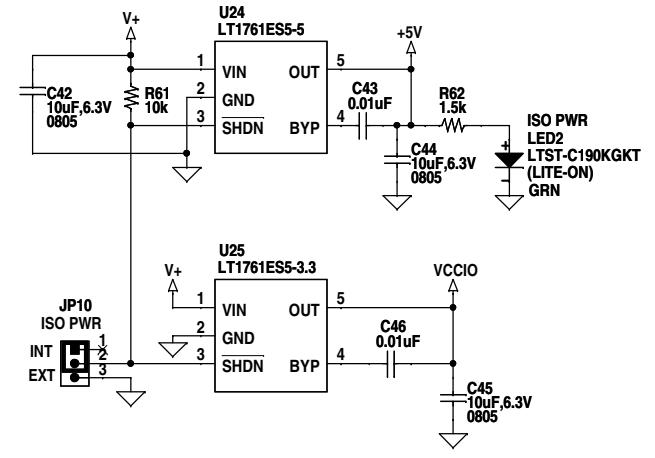 V+
U24
LT1761ES5-5
+5V
1
VIN
OUT
5
C42
10uF,6.3V
0805
R61
10k
2
GND
3
SHDN
BYP
4
C43
0.01uF
R62
1.5k
C44
10uF,6.3V
0805
ISO PWR
LED2
LTST-C190KGKT
(LITE-ON)
GRN
+
-
U25
LT1761ES5-3.3
V+
VCCIO
1
VIN
OUT
5
2
GND
3
SHDN
BYP
4
C46
0.01uF
C45
10uF,6.3V
0805
JP10
ISO PWR
INT
EXT
1
2
3